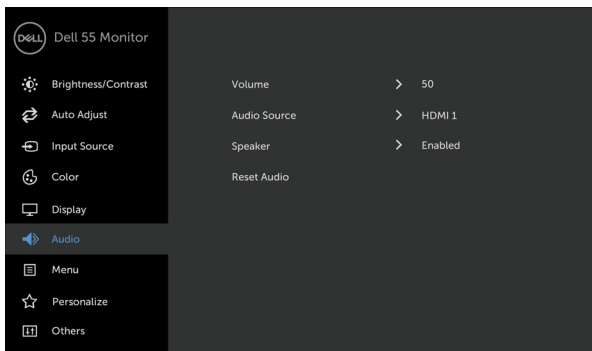 DELL Dell 55 Monitor
Brightness/Contrast Volume 50
Auto Adjust Audio Source HDMI 1
Input Source Speaker Enabled
Color Reset Audio
Display
Audio
Menu
Personalize
Others